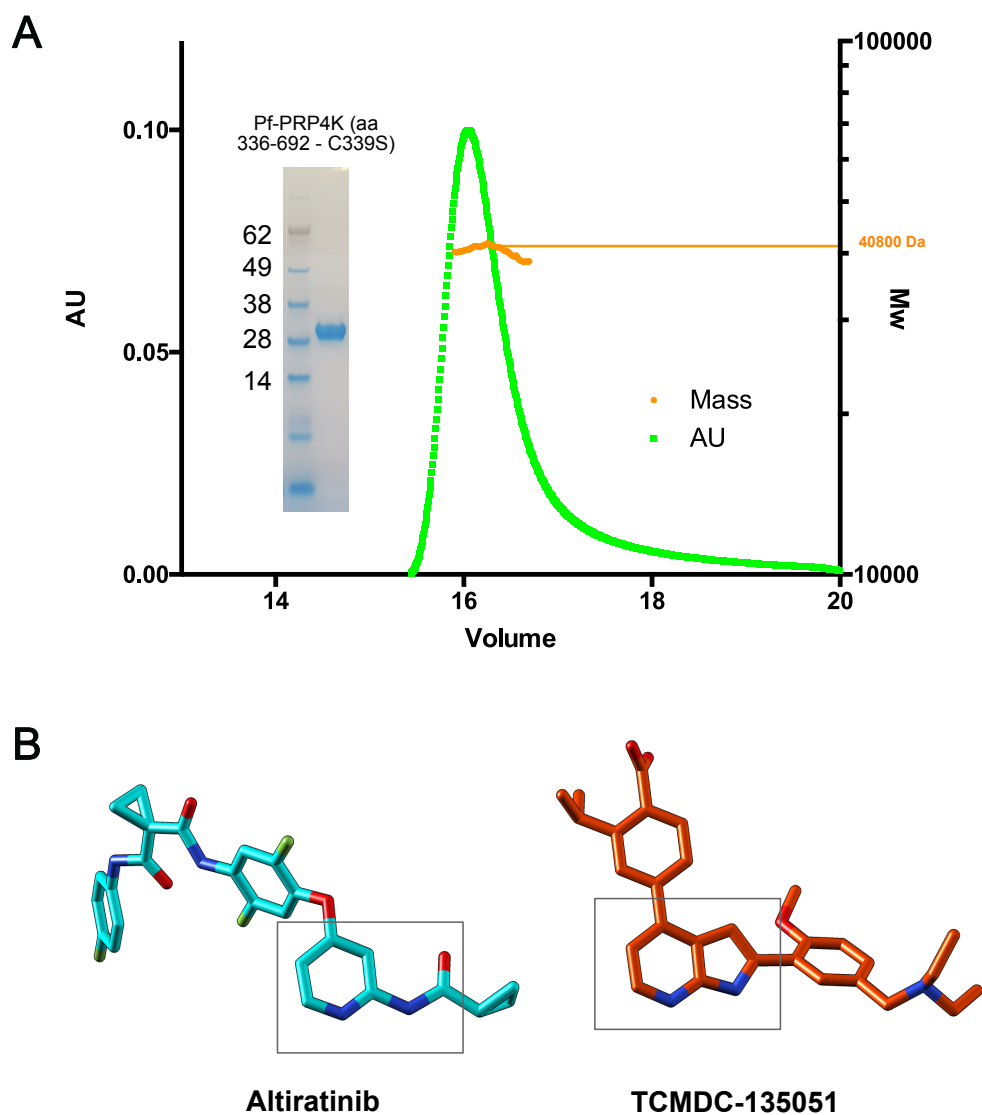 A
Pf-PRP4K (aa
336-692 - C339S)
62
49
38
28
14
AU
0.10
0.05
0.00
14
16
18
20
Volume
100000
10000
Mw
40800 Da
Mass
AU
B
Altiratinib
TCMDC-135051